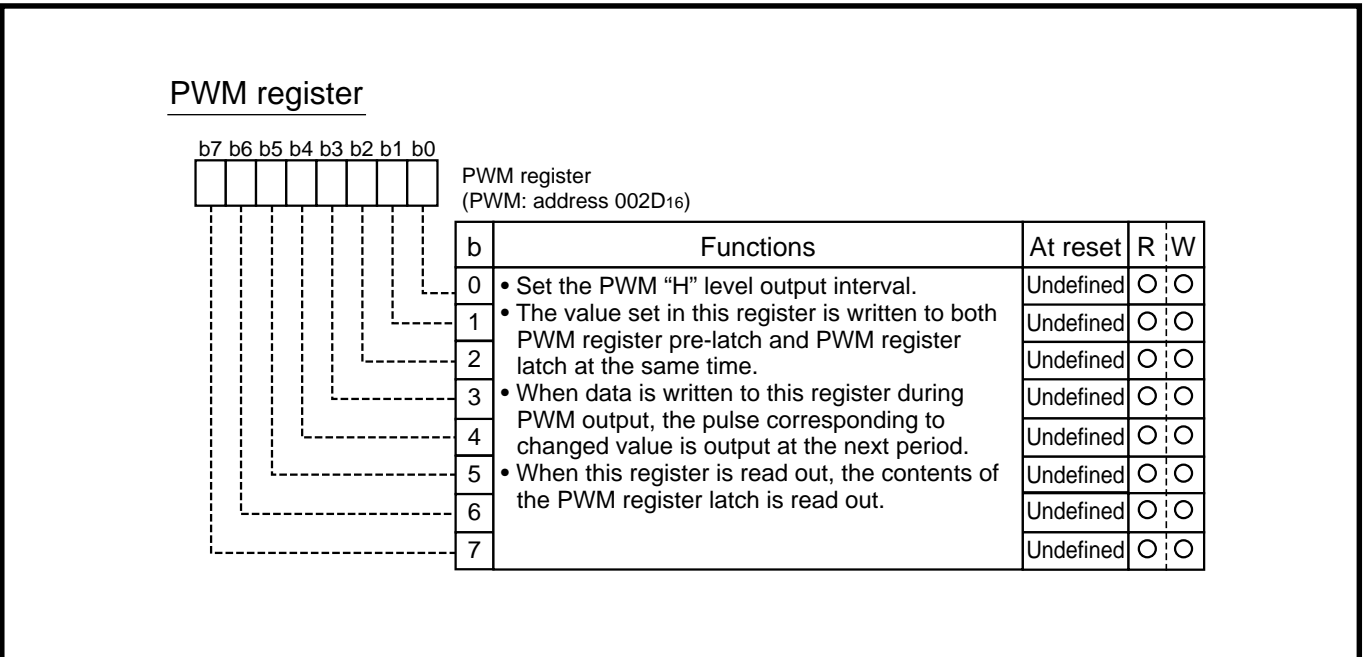 PWM register
b7 b6 b5 b4 b3 b2 b1 b0
PWM register
(PWM: address 002D16)
b Functions At reset R W
0 • Set the PWM “H” level output interval. Undefined
1 • The value set in this register is written to both Undefined
PWM register pre-latch and PWM register
2 latch at the same time. Undefined
3 • When data is written to this register during Undefined
PWM output, the pulse corresponding to
4 changed value is output at the next period. Undefined
5 • When this register is read out, the contents of Undefined
6 the PWM register latch is read out. Undefined
7 Undefined